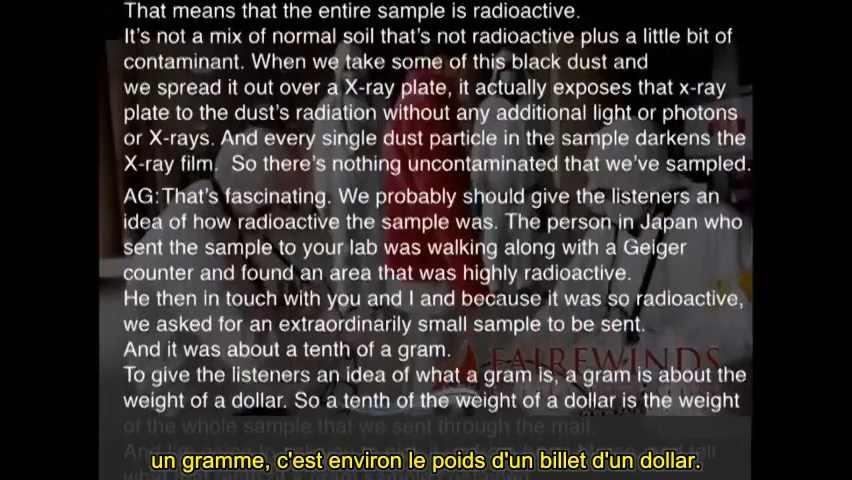 That means that the entire sample is radioactive.
It's not a mix of normal soil that's not radioactive plus a little bit of
contaminant. When we take some of this black dust and
we spread it out over a X-ray plate, it actually exposes that x-ray
plate to the dust's radiation without any additional light or photons
or X-rays. And every single dust particle in the sample darkens the
X-ray film.  So there's nothing uncontaminated that we've sampled.
AG: That's fascinating. We probably should give the listeners an
idea of how radioactive the sample was. The person in Japan who
sent the sample to your lab was walking along with a Geiger
counter and found an area that was highly radioactive.
He then in touch with you and I and because it was so radioactive,
we asked for an extraordinarily small sample to be sent.
And it was about a tenth of a gram.
FAIREWINDS
To give the listeners an idea of what a gram is, a gram is about the
weight of a dollar. So a tenth of the weight of a dollar is the weight
of the whole sample that we sent through the mail.
un gramme, c'est environ le poids d'un billet d'un dollar.